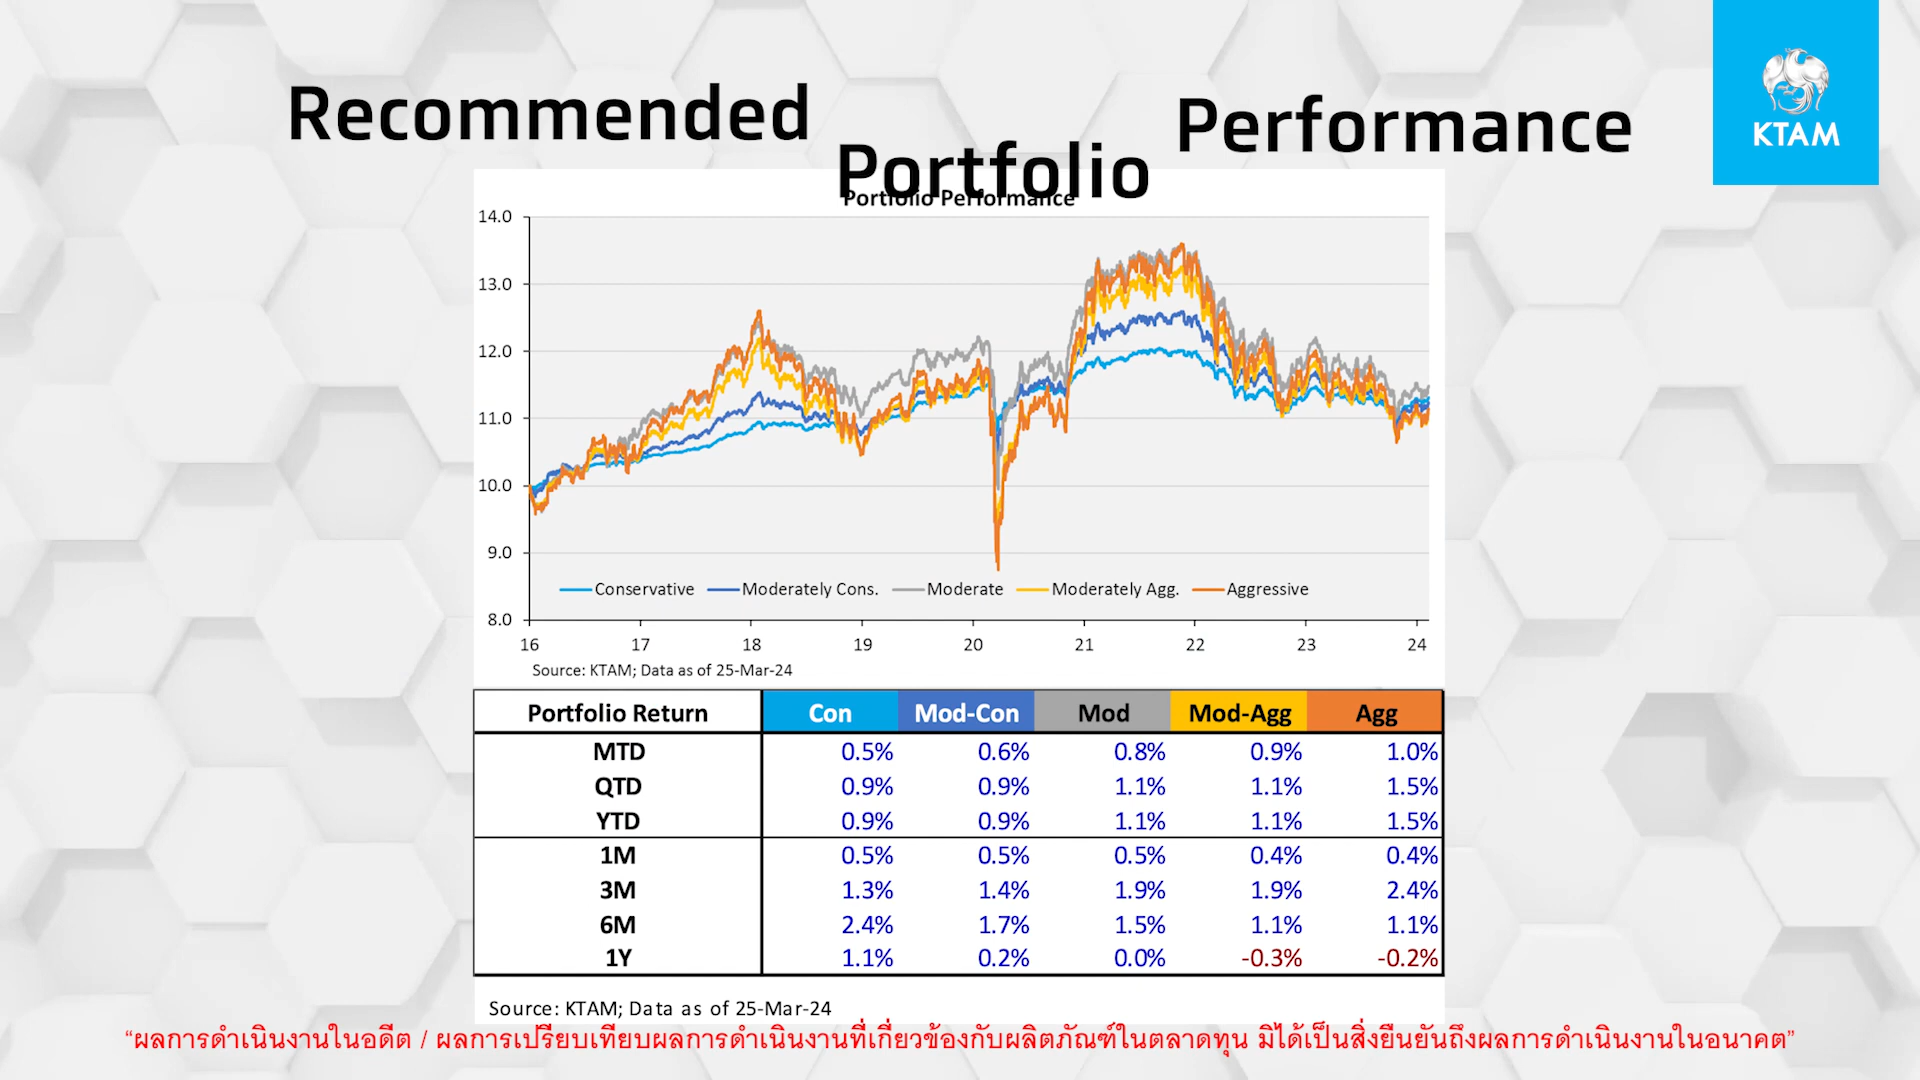 Recommended Portfolio Performance
KTAM
Portfolio Performance
14.0
13.0
12.0
11.0
10.0
9.0
8.0
Conservative Moderately Cons. Moderate Moderately Agg. Aggressive
16 17 18 19 20 21 22 23 24
Source: KTAM; Data as of 25-Mar-24
Portfolio Return Con Mod-Con Mod Mod-Agg Agg
MTD 0.5% 0.6% 0.8% 0.9% 1.0%
QTD 0.9% 0.9% 1.1% 1.1% 1.5%
YTD 0.9% 0.9% 1.1% 1.1% 1.5%
1M 0.5% 0.5% 0.5% 0.4% 0.4%
3M 1.3% 1.4% 1.9% 1.9% 2.4%
6M 2.4% 1.7% 1.5% 1.1% 1.1%
1Y 1.1% 0.2% 0.0% -0.3% -0.2%
Source: KTAM; Data as of 25-Mar-24
“ผลการดำเนินงานในอดีต / ผลการเปรียบเทียบผลการดำเนินงานที่เกี่ยวข้องกับผลิตภัณฑ์ในตลาดทุน มิได้เป็นสิ่งยืนยันถึงผลการดำเนินงานในอนาคต”